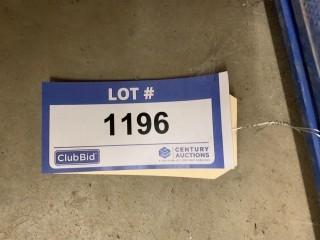 LOT #
1196
ClubBid
CENTURY
AUCTIONS